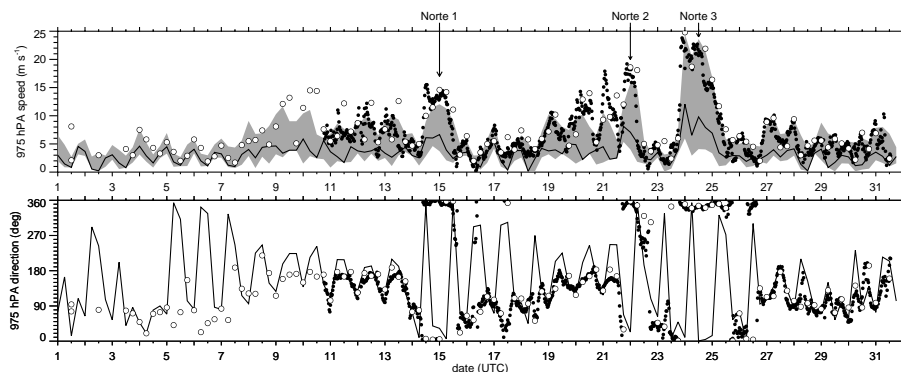 Norte 1
Norte 2 Norte 3
25
20
15
10
5
0
975 hPA speed (m s⁻¹)
1 3 5 7 9 11 13 15 17 19 21 23 25 27 29 31
360
270
180
90
0
975 hPA direction (deg)
1 3 5 7 9 11 13 15 17 19 21 23 25 27 29 31
date (UTC)